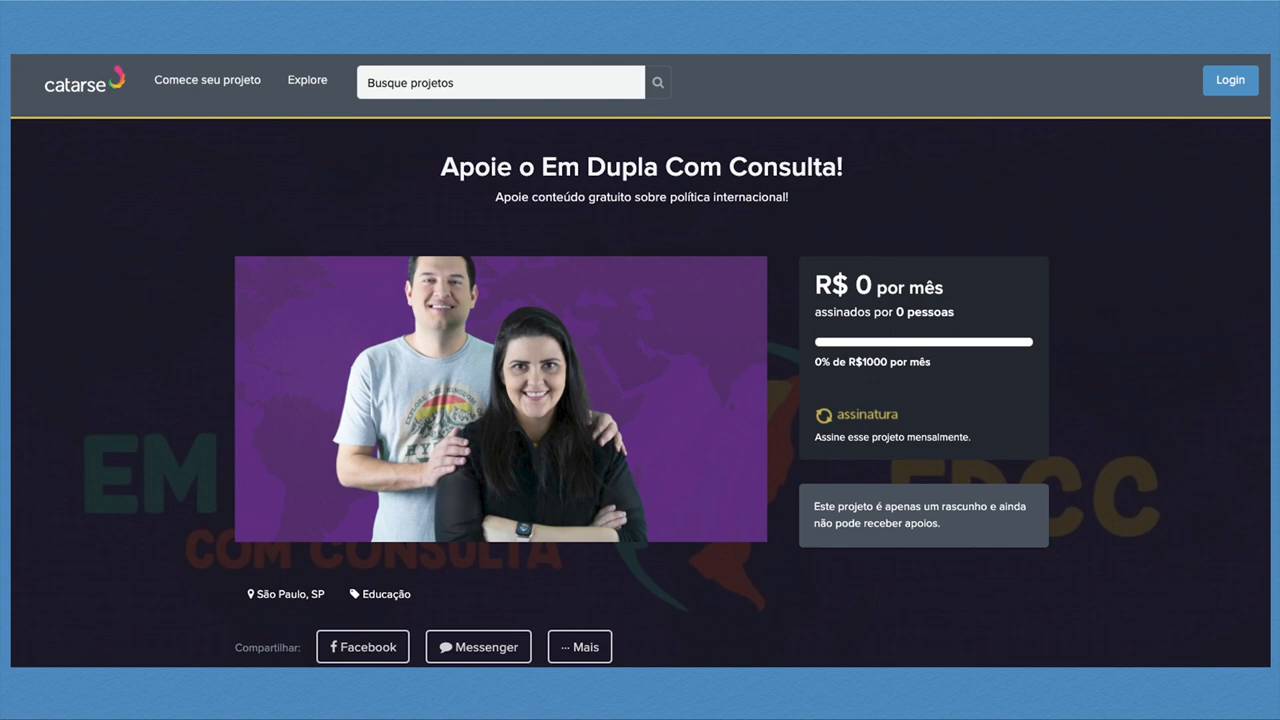 catarse
Comece seu projeto
Explore
Busque projetos
Login
Apoie o Em Dupla Com Consulta!
Apoie conteúdo gratuito sobre política internacional!
R$ 0 por mês
assinados por 0 pessoas
0% de R$1000 por mês
assinatura
Assine esse projeto mensalmente.
EM
EDCC
COM CONSULTA
Este projeto é apenas um rascunho e ainda
não pode receber apoios.
São Paulo, SP
Educação
Compartilhar:
Facebook
Messenger
··· Mais